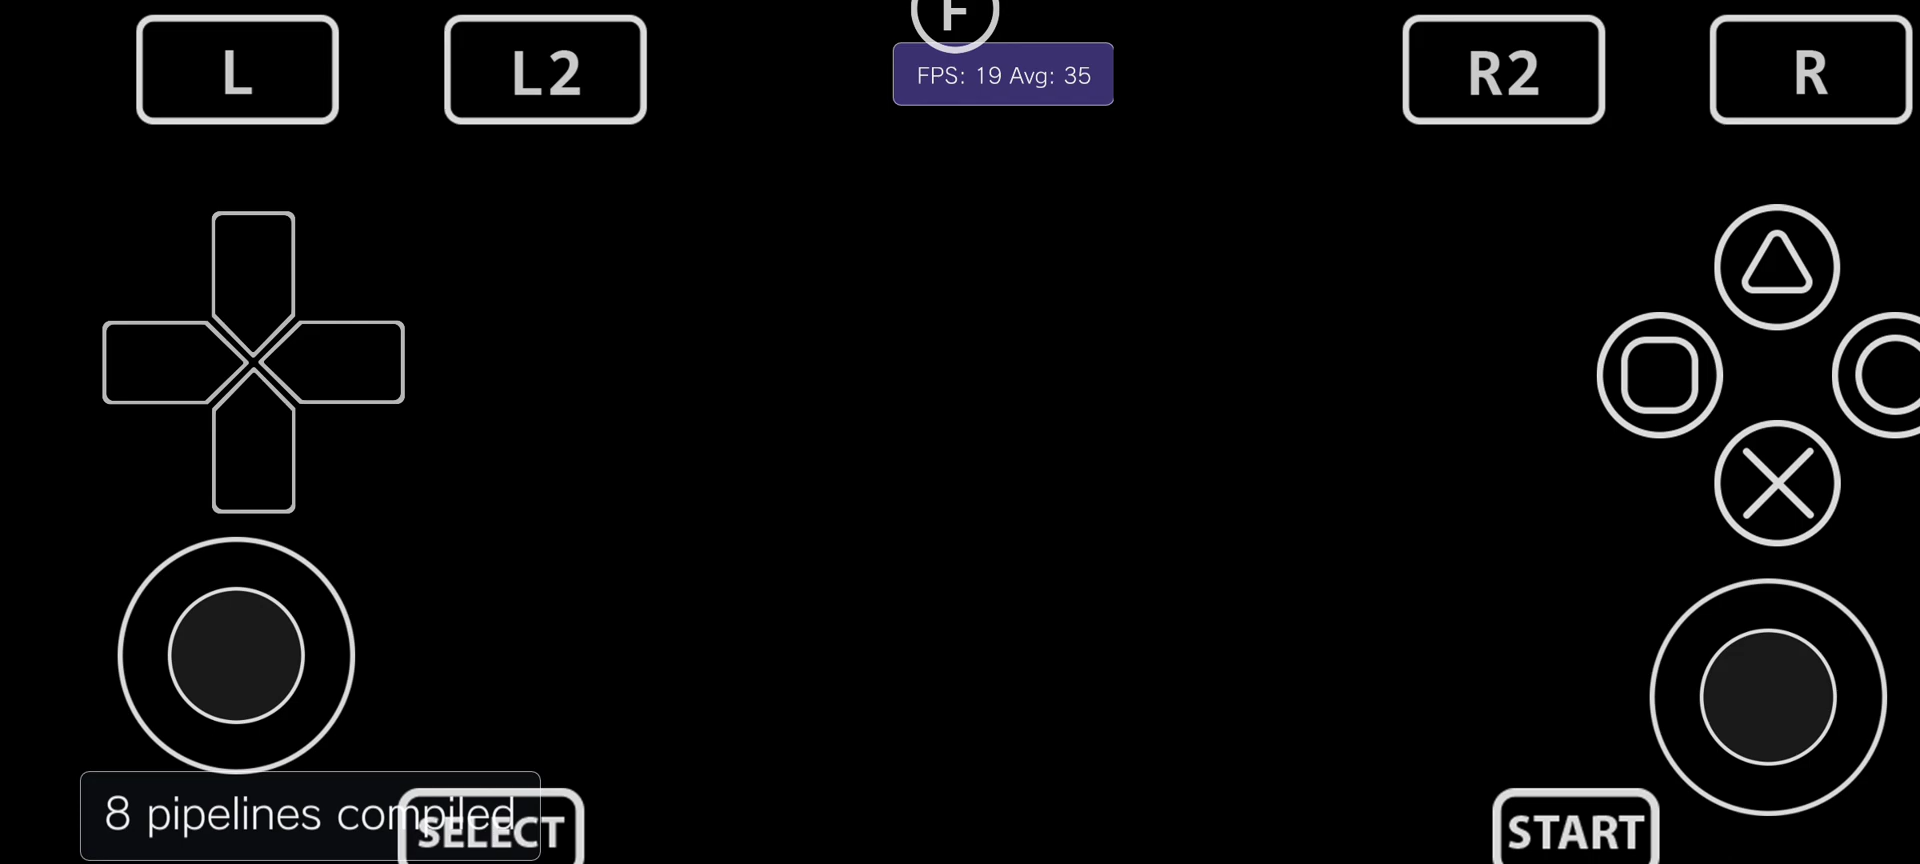 L
L2
F
FPS: 19 Avg: 35
R2
R
8 pipelines compiled
SELECT
START